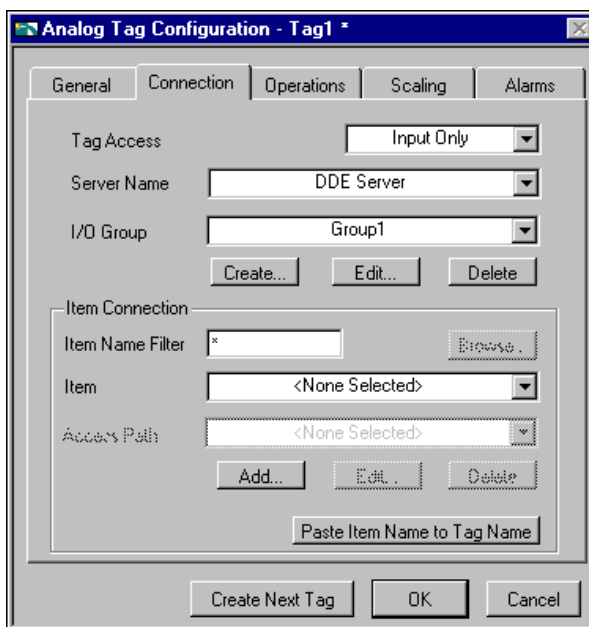 Analog Tag Configuration - Tag1 *
General Connection Operations Scaling Alarms
Tag Access Input Only
Server Name DDE Server
I/O Group Group1
Create... Edit... Delete
Item Connection
Item Name Filter * Browse..
Item <None Selected>
Access Path <None Selected>
Add... Edit... Delete
Paste Item Name to Tag Name
Create Next Tag OK Cancel